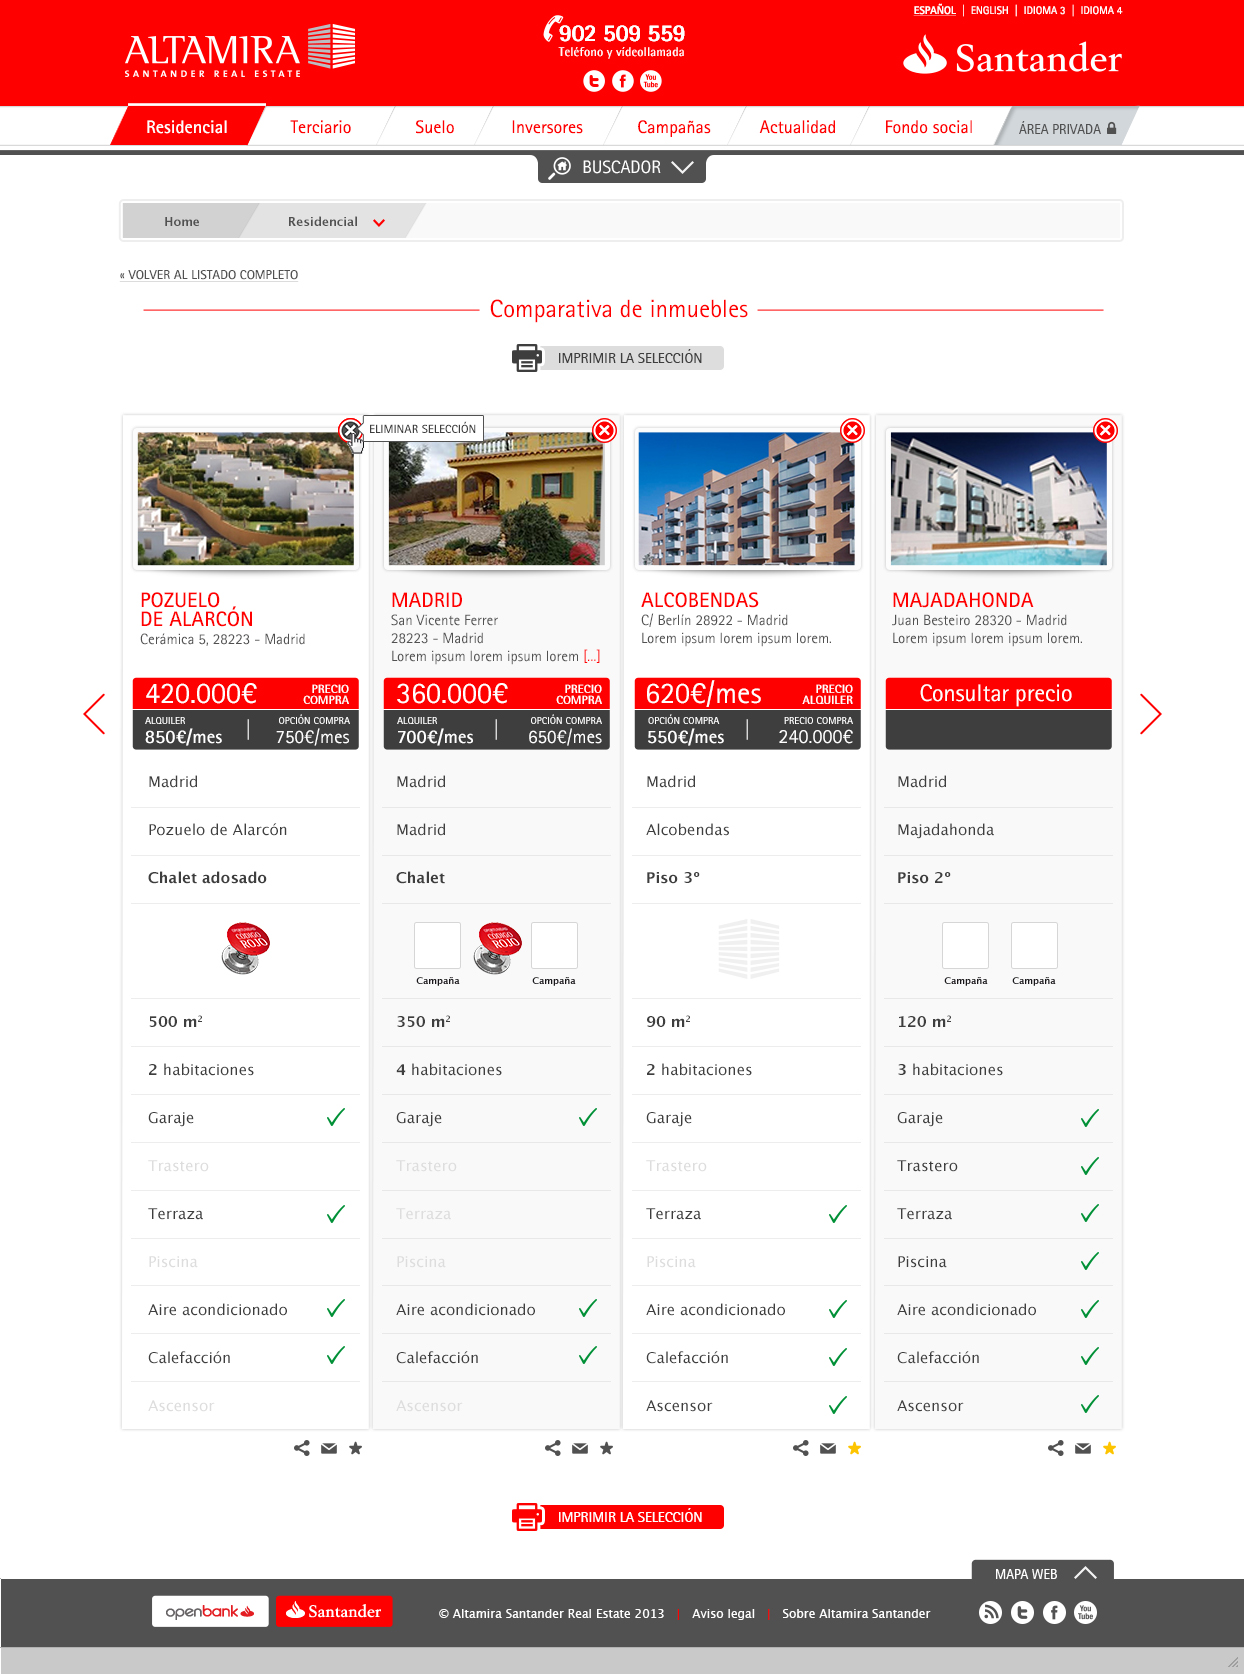 ESPAÑOL | ENGLISH | IDIOMA 3 | IDIOMA 4
ALTAMIRA
SANTANDER REAL ESTATE
902 509 559
Teléfono y vídeollamada
You Tube
Santander
Residencial
Terciario
Suelo
Inversores
Campañas
Actualidad
Fondo social
ÁREA PRIVADA
BUSCADOR
Home
Residencial
« VOLVER AL LISTADO COMPLETO
Comparativa de inmuebles
IMPRIMIR LA SELECCIÓN
ELIMINAR SELECCIÓN
POZUELO
DE ALARCÓN
Cerámica 5, 28223 - Madrid
420.000€ PRECIO COMPRA
ALQUILER
850€/mes
OPCIÓN COMPRA
750€/mes
Madrid
Pozuelo de Alarcón
Chalet adosado
CÓDIGO ROJO
500 m²
2 habitaciones
Garaje
Trastero
Terraza
Piscina
Aire acondicionado
Calefacción
Ascensor
MADRID
San Vicente Ferrer
28223 - Madrid
Lorem ipsum lorem ipsum lorem [...]
360.000€ PRECIO COMPRA
ALQUILER
700€/mes
OPCIÓN COMPRA
650€/mes
Madrid
Madrid
Chalet
Campaña
CÓDIGO ROJO
Campaña
350 m²
4 habitaciones
Garaje
Trastero
Terraza
Piscina
Aire acondicionado
Calefacción
Ascensor
ALCOBENDAS
C/ Berlín 28922 - Madrid
Lorem ipsum lorem ipsum lorem.
620€/mes PRECIO ALQUILER
OPCIÓN COMPRA
550€/mes
PRECIO COMPRA
240.000€
Madrid
Alcobendas
Piso 3º
90 m²
2 habitaciones
Garaje
Trastero
Terraza
Piscina
Aire acondicionado
Calefacción
Ascensor
MAJADAHONDA
Juan Besteiro 28320 - Madrid
Lorem ipsum lorem ipsum lorem.
Consultar precio
Madrid
Majadahonda
Piso 2º
Campaña
Campaña
120 m²
3 habitaciones
Garaje
Trastero
Terraza
Piscina
Aire acondicionado
Calefacción
Ascensor
IMPRIMIR LA SELECCIÓN
MAPA WEB
openbank
Santander
© Altamira Santander Real Estate 2013 | Aviso legal | Sobre Altamira Santander
You Tube